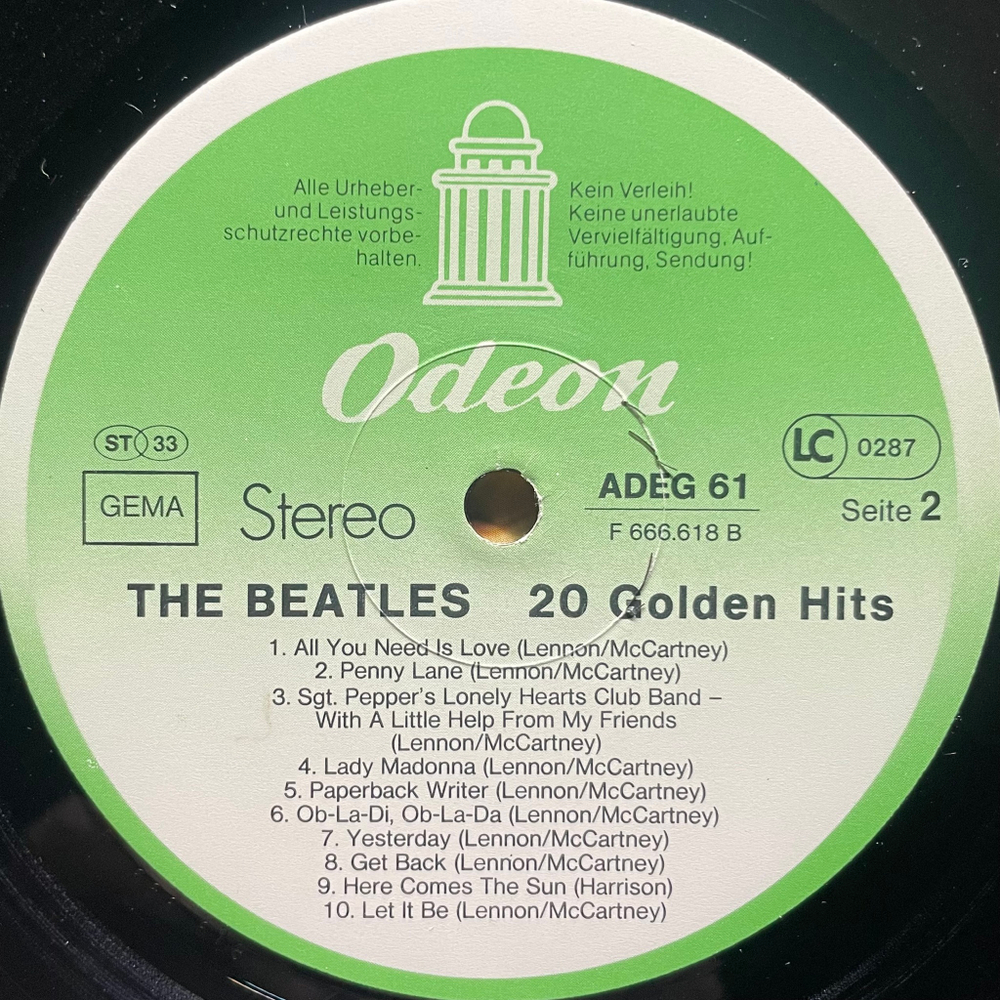 Alle Urheber-
und Leistungs-
schutzrechte vorbe-
halten.
Kein Verleih!
Keine unerlaubte
Vervielfältigung, Auf-
führung, Sendung!
Odeon
ST 33
GEMA
Stereo
ADEG 61
F 666.618 B
LC 0287
Seite 2
THE BEATLES 20 Golden Hits
1. All You Need Is Love (Lennon/McCartney)
2. Penny Lane (Lennon/McCartney)
3. Sgt. Pepper's Lonely Hearts Club Band –
With A Little Help From My Friends
(Lennon/McCartney)
4. Lady Madonna (Lennon/McCartney)
5. Paperback Writer (Lennon/McCartney)
6. Ob-La-Di, Ob-La-Da (Lennon/McCartney)
7. Yesterday (Lennon/McCartney)
8. Get Back (Lennon/McCartney)
9. Here Comes The Sun (Harrison)
10. Let It Be (Lennon/McCartney)